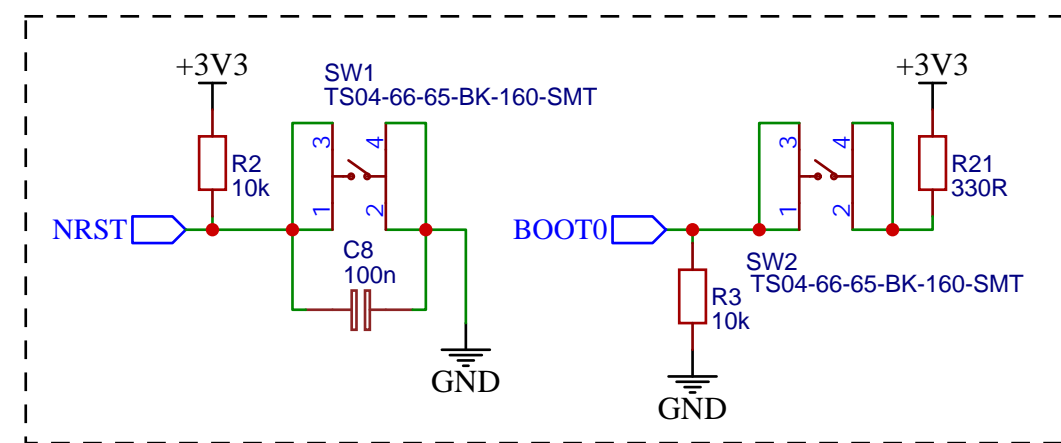 +3V3
SW1
TS04-66-65-BK-160-SMT
3
4
1
2
R2
10k
NRST
C8
100n
GND
+3V3
3
4
1
2
R21
330R
BOOT0
SW2
TS04-66-65-BK-160-SMT
R3
10k
GND